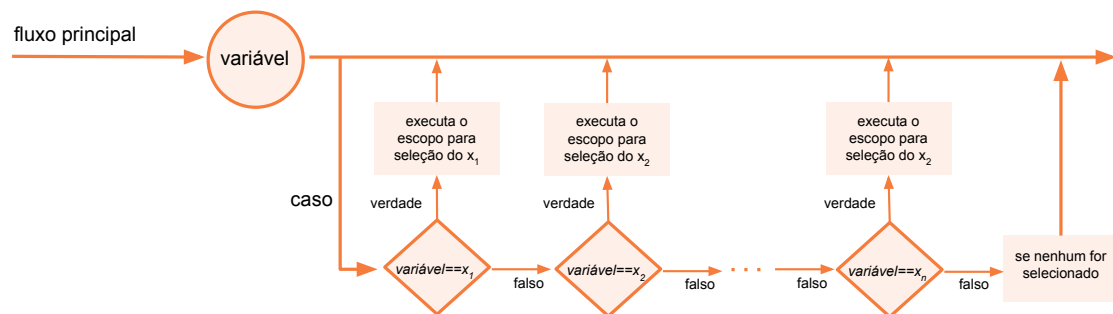 fluxo principal
variável
executa o
escopo para
seleção do x1
executa o
escopo para
seleção do x2
executa o
escopo para
seleção do x2
caso
verdade
verdade
verdade
variável==x1
falso
variável==x2
falso
. . .
falso
variável==xn
falso
se nenhum for
selecionado